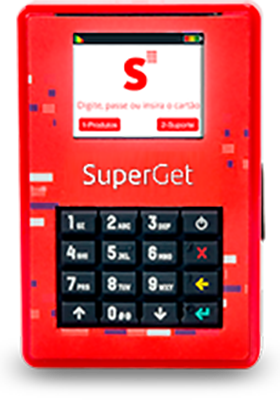 S
Digite, passe ou insira o cartão
1-Produtos 2-Suporte
SuperGet
1 2ABC 3DEF
4GHI 5JKL 6MNO
7PRS 8TUV 9WXY
0